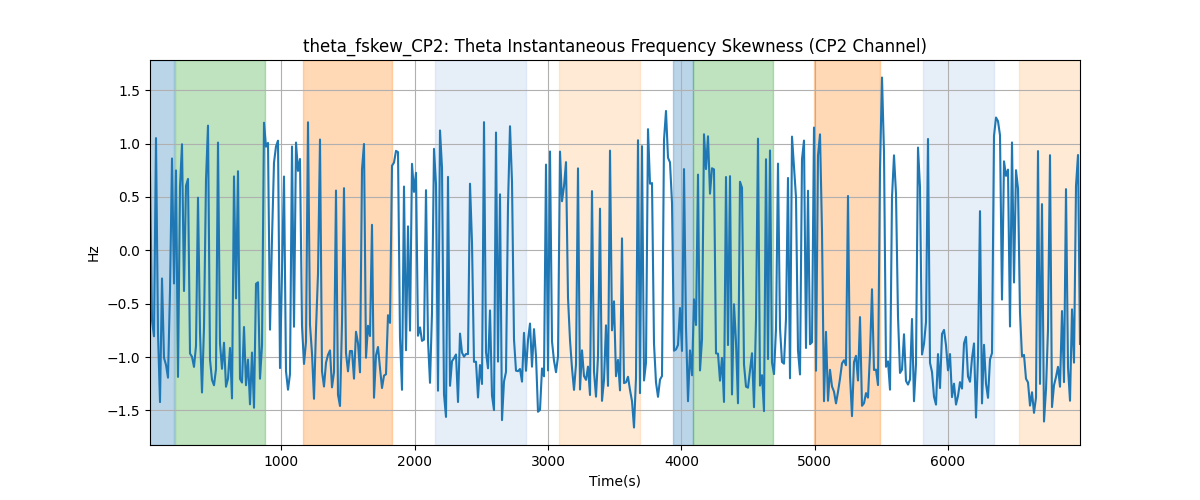 theta_fskew_CP2: Theta Instantaneous Frequency Skewness (CP2 Channel)
1.5
1.0
0.5
0.0
−0.5
−1.0
−1.5
Hz
1000 2000 3000 4000 5000 6000
Time(s)